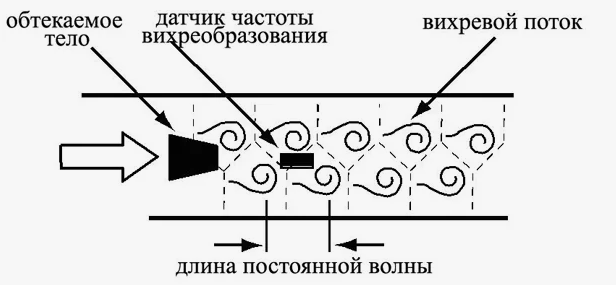 обтекаемое
тело
датчик частоты
вихреобразования
вихревой поток
длина постоянной волны